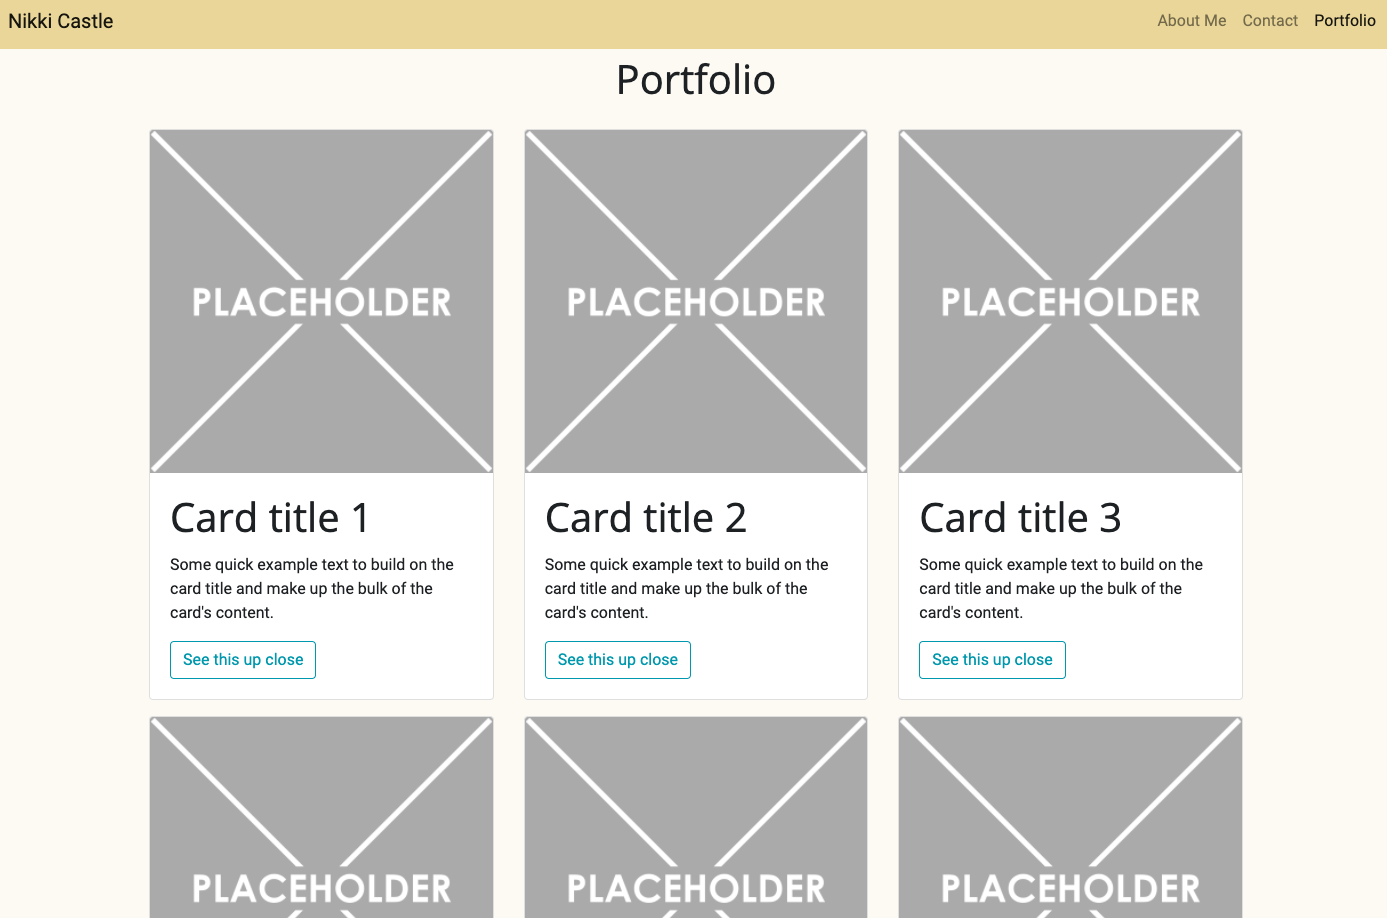 Nikki Castle
About Me Contact Portfolio
Portfolio
PLACEHOLDER
PLACEHOLDER
PLACEHOLDER
Card title 1
Some quick example text to build on the
card title and make up the bulk of the
card's content.
See this up close
Card title 2
Some quick example text to build on the
card title and make up the bulk of the
card's content.
See this up close
Card title 3
Some quick example text to build on the
card title and make up the bulk of the
card's content.
See this up close
PLACEHOLDER
PLACEHOLDER
PLACEHOLDER